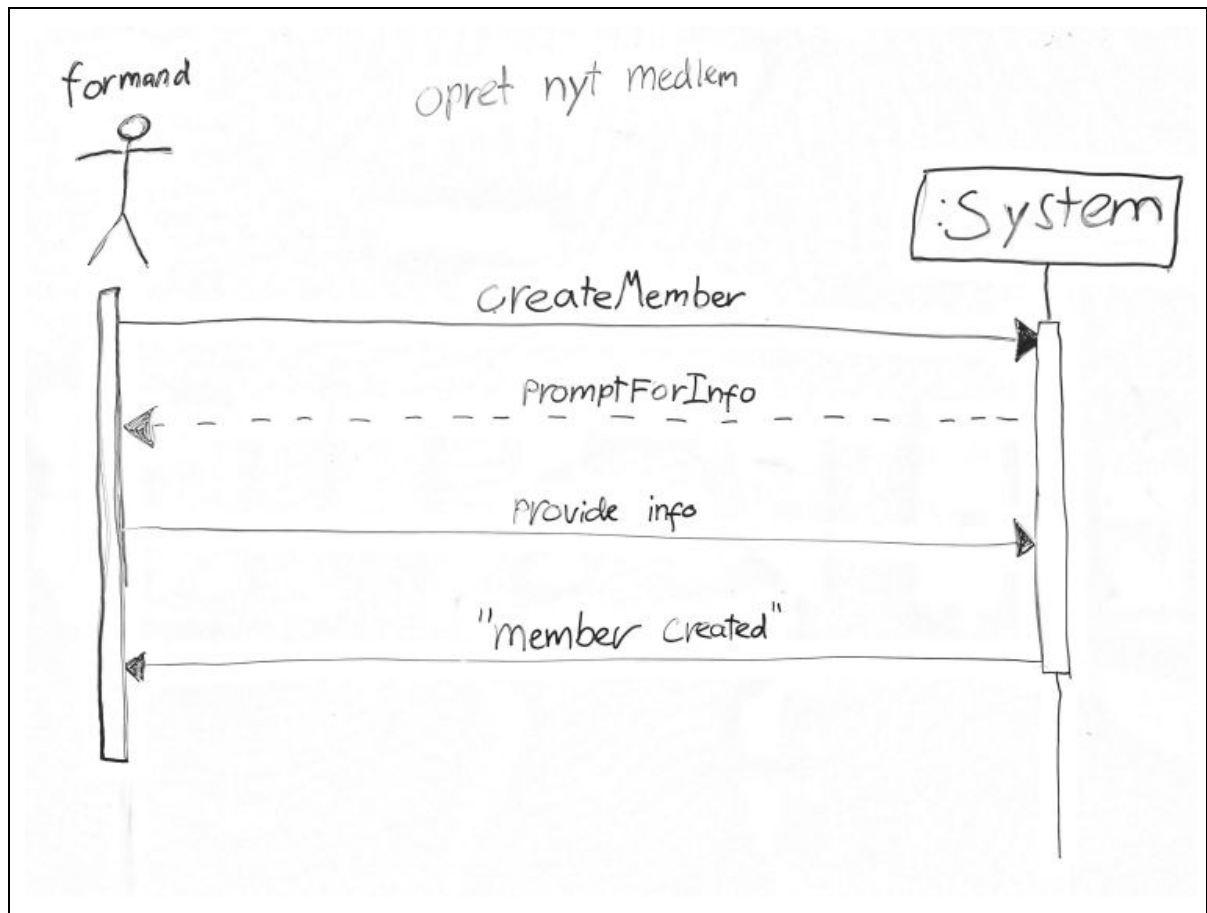 formand
opret nyt medlem
:System
createMember
PromptForInfo
Provide info
"member created"